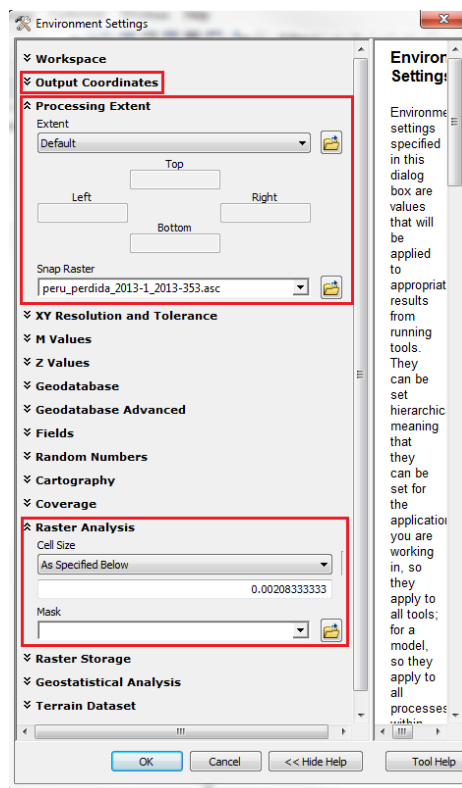 Environment Settings
Workspace
Output Coordinates
Processing Extent
Extent
Default
Top
Left
Right
Bottom
Snap Raster
peru_perdida_2013-1_2013-353.asc
XY Resolution and Tolerance
M Values
Z Values
Geodatabase
Geodatabase Advanced
Fields
Random Numbers
Cartography
Coverage
Raster Analysis
Cell Size
As Specified Below
0.00208333333
Mask
Raster Storage
Geostatistical Analysis
Terrain Dataset
OK
Cancel
<< Hide Help
Tool Help
Environ
Settings
Environme
settings
specified
in this
dialog
box are
values
that will
be
applied
to
appropriat
results
from
running
tools.
They
can be
set
hierarchic
meaning
that
they
can be
set for
the
application
you are
working
in, so
they
apply to
all tools;
for a
model,
so they
apply to
all
processes
within